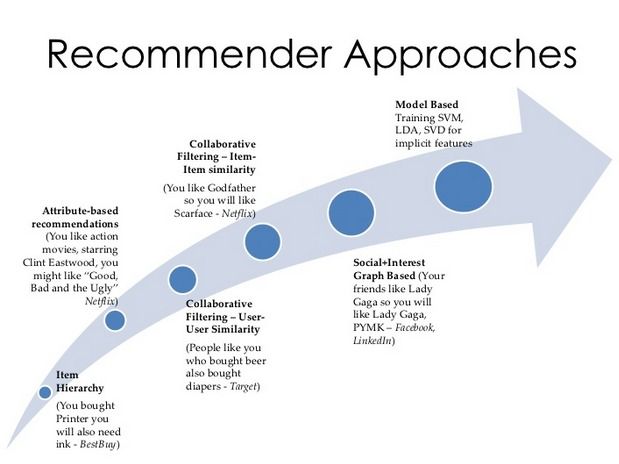 Recommender Approaches
Item
Hierarchy
(You bought
Printer you
will also need
ink - BestBuy)
Attribute-based
recommendations
(You like action
movies, starring
Clint Eastwood, you
might like “Good,
Bad and the Ugly”
Netflix)
Collaborative
Filtering – User-
User Similarity
(People like you
who bought beer
also bought
diapers - Target)
Collaborative
Filtering – Item-
Item similarity
(You like Godfather
so you will like
Scarface - Netflix)
Social+Interest
Graph Based (Your
friends like Lady
Gaga so you will
like Lady Gaga,
PYMK – Facebook,
LinkedIn)
Model Based
Training SVM,
LDA, SVD for
implicit features